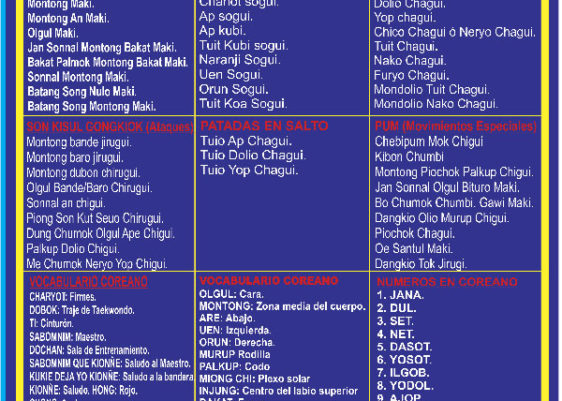 Montong Maki.
Montong An Maki.
Olgul Maki.
Jan Sonnal Montong Bakat Maki.
Bakat Palmok Montong Bakat Maki.
Sonnal Montong Maki.
Batang Song Nulo Maki.
Batang Song Montong Maki.
Chariot sogui.
Ap sogui.
Ap kubi.
Tuit Kubi sogui.
Naranji Sogui.
Uen Sogui.
Orun Sogui.
Tuit Koa Sogui.
Dolio Chagui.
Yop chagui.
Chico Chagui ó Neryo Chagui.
Tuit Chagui.
Nako Chagui.
Furyo Chagui.
Mondolio Tuit Chagui.
Mondolio Nako Chagui.
SON KISUL GONGKIOK (Ataques)
Montong bande jirugui.
Montong baro jirugui.
Montong dubon chirugui.
Olgul Bande/Baro Chirugui.
Sonnal an chigui.
Piong Son Kut Seuo Chirugui.
Dung Chumok Olgul Ape Chigui.
Palkup Dolio Chigui.
Me Chumok Neryo Yop Chigui.
PATADAS EN SALTO
Tuio Ap Chagui.
Tuio Dolio Chagui.
Tuio Yop Chagui.
PUM (Movimientos Especiales)
Chebipum Mok Chigui
Kibon Chumbi
Montong Piochok Palkup Chigui.
Jan Sonnal Olgul Bituro Maki.
Bo Chumok Chumbi. Gawi Maki.
Dangkio Olio Murup Chigui.
Piochok Chagui.
Oe Santul Maki.
Dangkio Tok Jirugi.
VOCABULARIO COREANO
CHARYOT: Firmes.
DOBOK: Traje de Taekwondo.
TI: Cinturón.
SABOMNIM: Maestro.
DOCHAN: Sala de Entrenamiento.
SABOMNIM QUE KIONÑE: Saludo al Maestro.
KUKIE DEJA YO KIONÑE: Saludo a la bandera
KIONÑE: Saludo. HONG: Rojo.
VOCABULARIO COREANO
OLGUL: Cara.
MONTONG: Zona media del cuerpo.
ARE: Abajo.
UEN: Izquierda.
ORUN: Derecha.
MURUP Rodilla
PALKUP: Codo
MIONG CHI: Plexo solar
INJUNG: Centro del labio superior
NUMEROS EN COREANO
1. JANA.
2. DUL.
3. SET.
4. NET.
5. DASOT.
6. YOSOT.
7. ILGOB.
8. YODOL.
9. AJOP